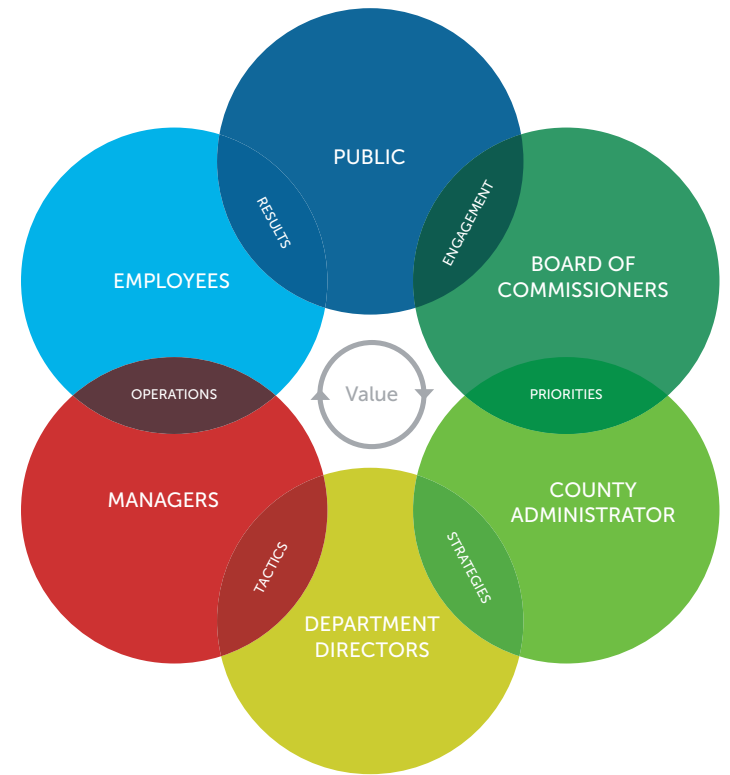 PUBLIC
ENGAGEMENT
BOARD OF
COMMISSIONERS
PRIORITIES
COUNTY
ADMINISTRATOR
STRATEGIES
DEPARTMENT
DIRECTORS
TACTICS
MANAGERS
OPERATIONS
EMPLOYEES
RESULTS
Value